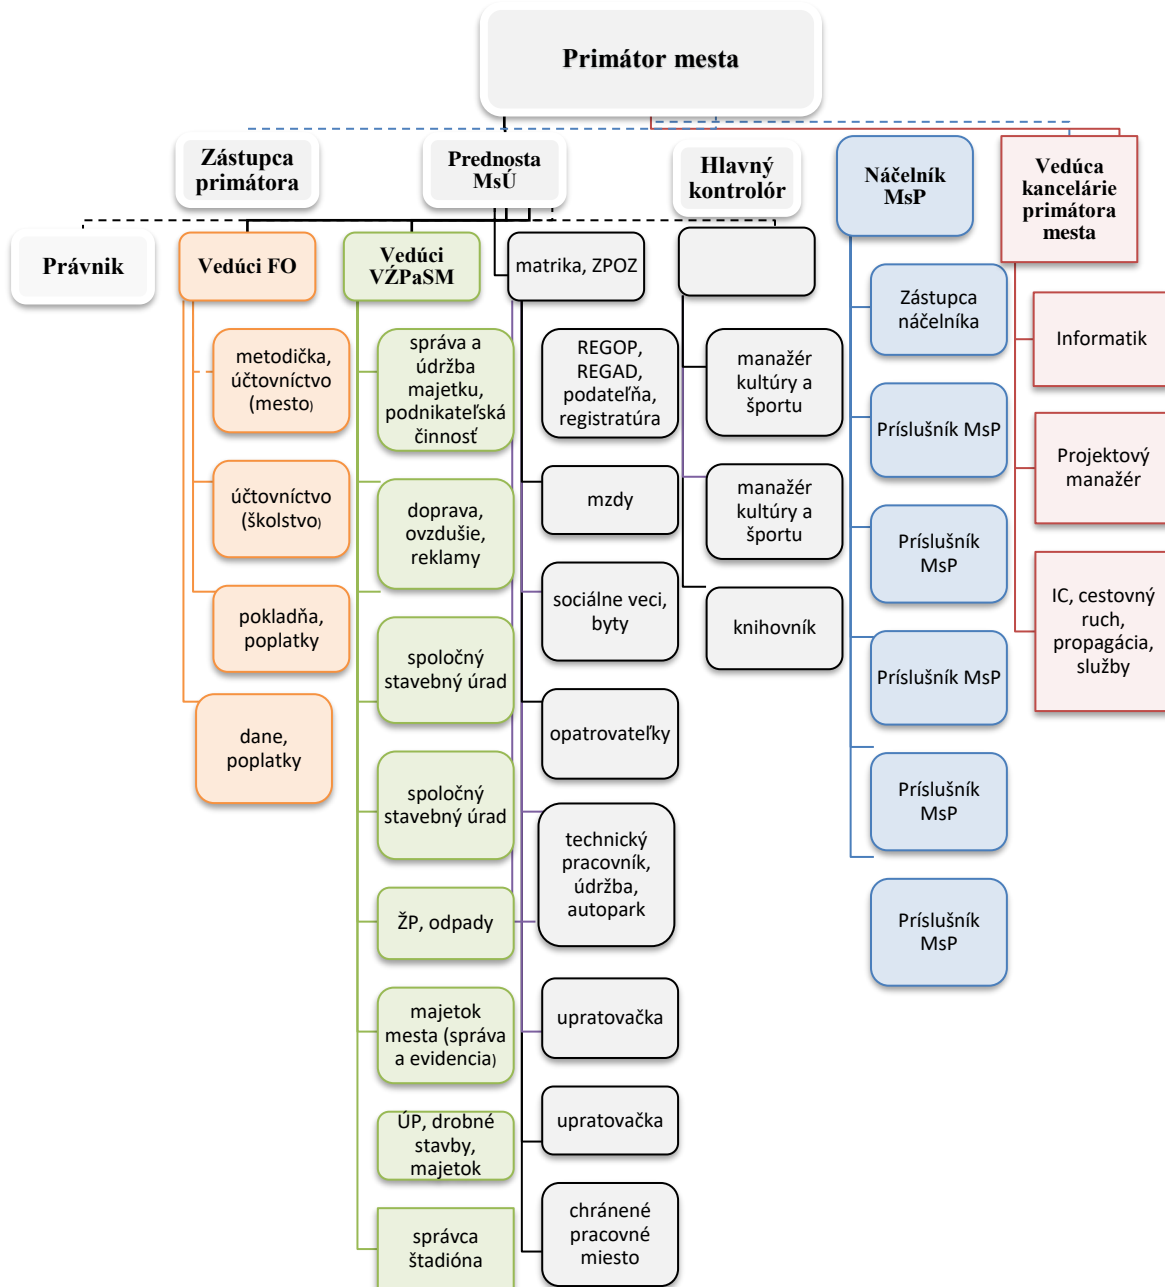 Primátor mesta
Zástupca
primátora
Prednosta
MsÚ
Hlavný
kontrolór
Náčelník
MsP
Vedúca
kancelárie
primátora
mesta
Právnik
Vedúci FO
Vedúci
VŹPaSM
matrika, ZPOZ
metodička,
účtovníctvo
(mesto)
účtovníctvo
(školstvo)
pokladňa,
poplatky
dane,
poplatky
správa a
údržba
majetku,
podnikateľská
činnosť
doprava,
ovzdušie,
reklamy
spoločný
stavebný úrad
spoločný
stavebný úrad
ŽP, odpady
majetok
mesta (správa
a evidencia)
ÚP, drobné
stavby,
majetok
správca
štadióna
REGOP,
REGAD,
podateľňa,
registratúra
mzdy
sociálne veci,
byty
opatrovateľky
technický
pracovník,
údržba,
autopark
upratovačka
upratovačka
chránené
pracovné
miesto
manažér
kultúry a
športu
manažér
kultúry a
športu
knihovník
Zástupca
náčelníka
Príslušník MsP
Príslušník
MsP
Príslušník MsP
Príslušník
MsP
Príslušník
MsP
Informatik
Projektový
manažér
IC, cestovný
ruch,
propagácia,
služby